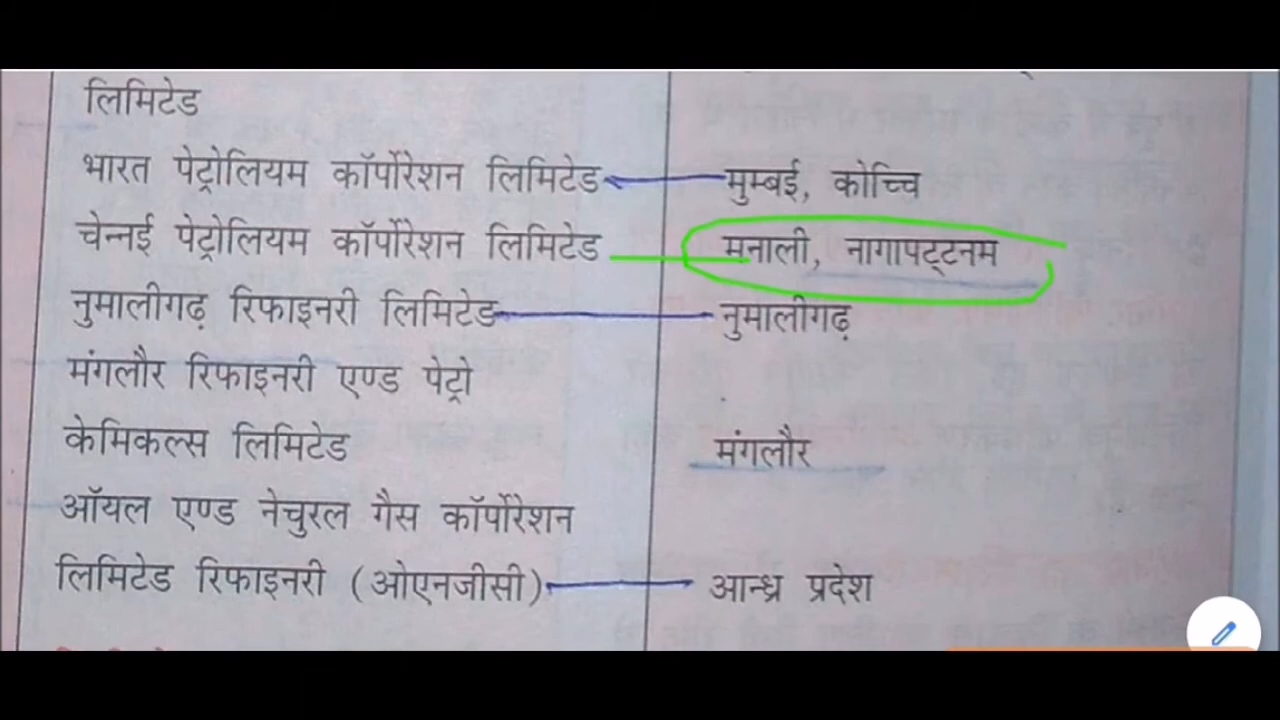 लिमिटेड
भारत पेट्रोलियम कॉर्पोरेशन लिमिटेड मुम्बई, कोच्चि
चेन्नई पेट्रोलियम कॉर्पोरेशन लिमिटेड मनाली, नागापट्टनम
नुमालीगढ़ रिफाइनरी लिमिटेड नुमालीगढ़
मंगलौर रिफाइनरी एण्ड पेट्रो
केमिकल्स लिमिटेड मंगलौर
ऑयल एण्ड नेचुरल गैस कॉर्पोरेशन
लिमिटेड रिफाइनरी (ओएनजीसी) आन्ध्र प्रदेश